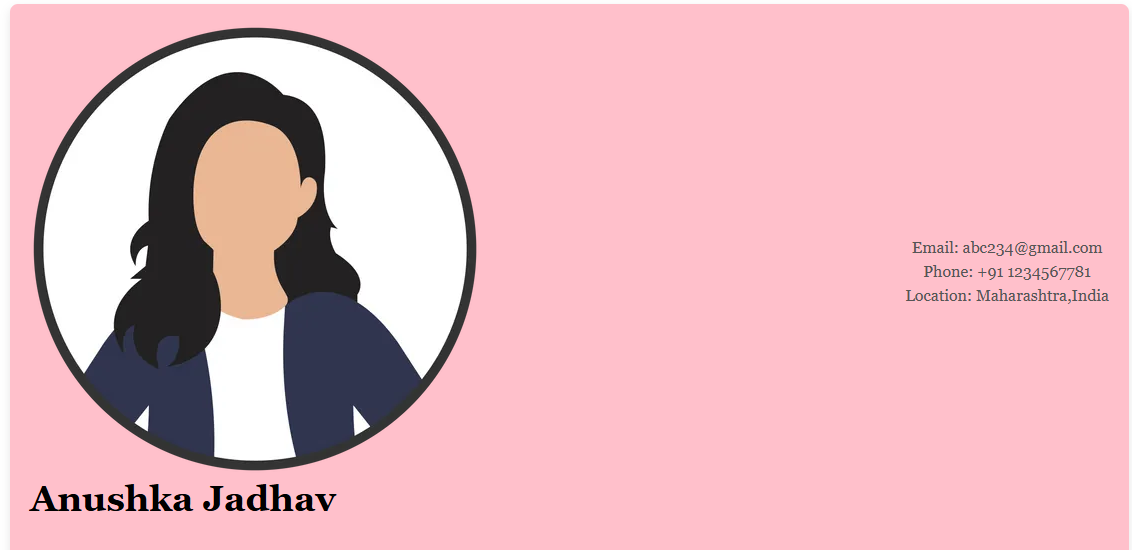 Email: abc234@gmail.com
Phone: +91 1234567781
Location: Maharashtra,India
Anushka Jadhav